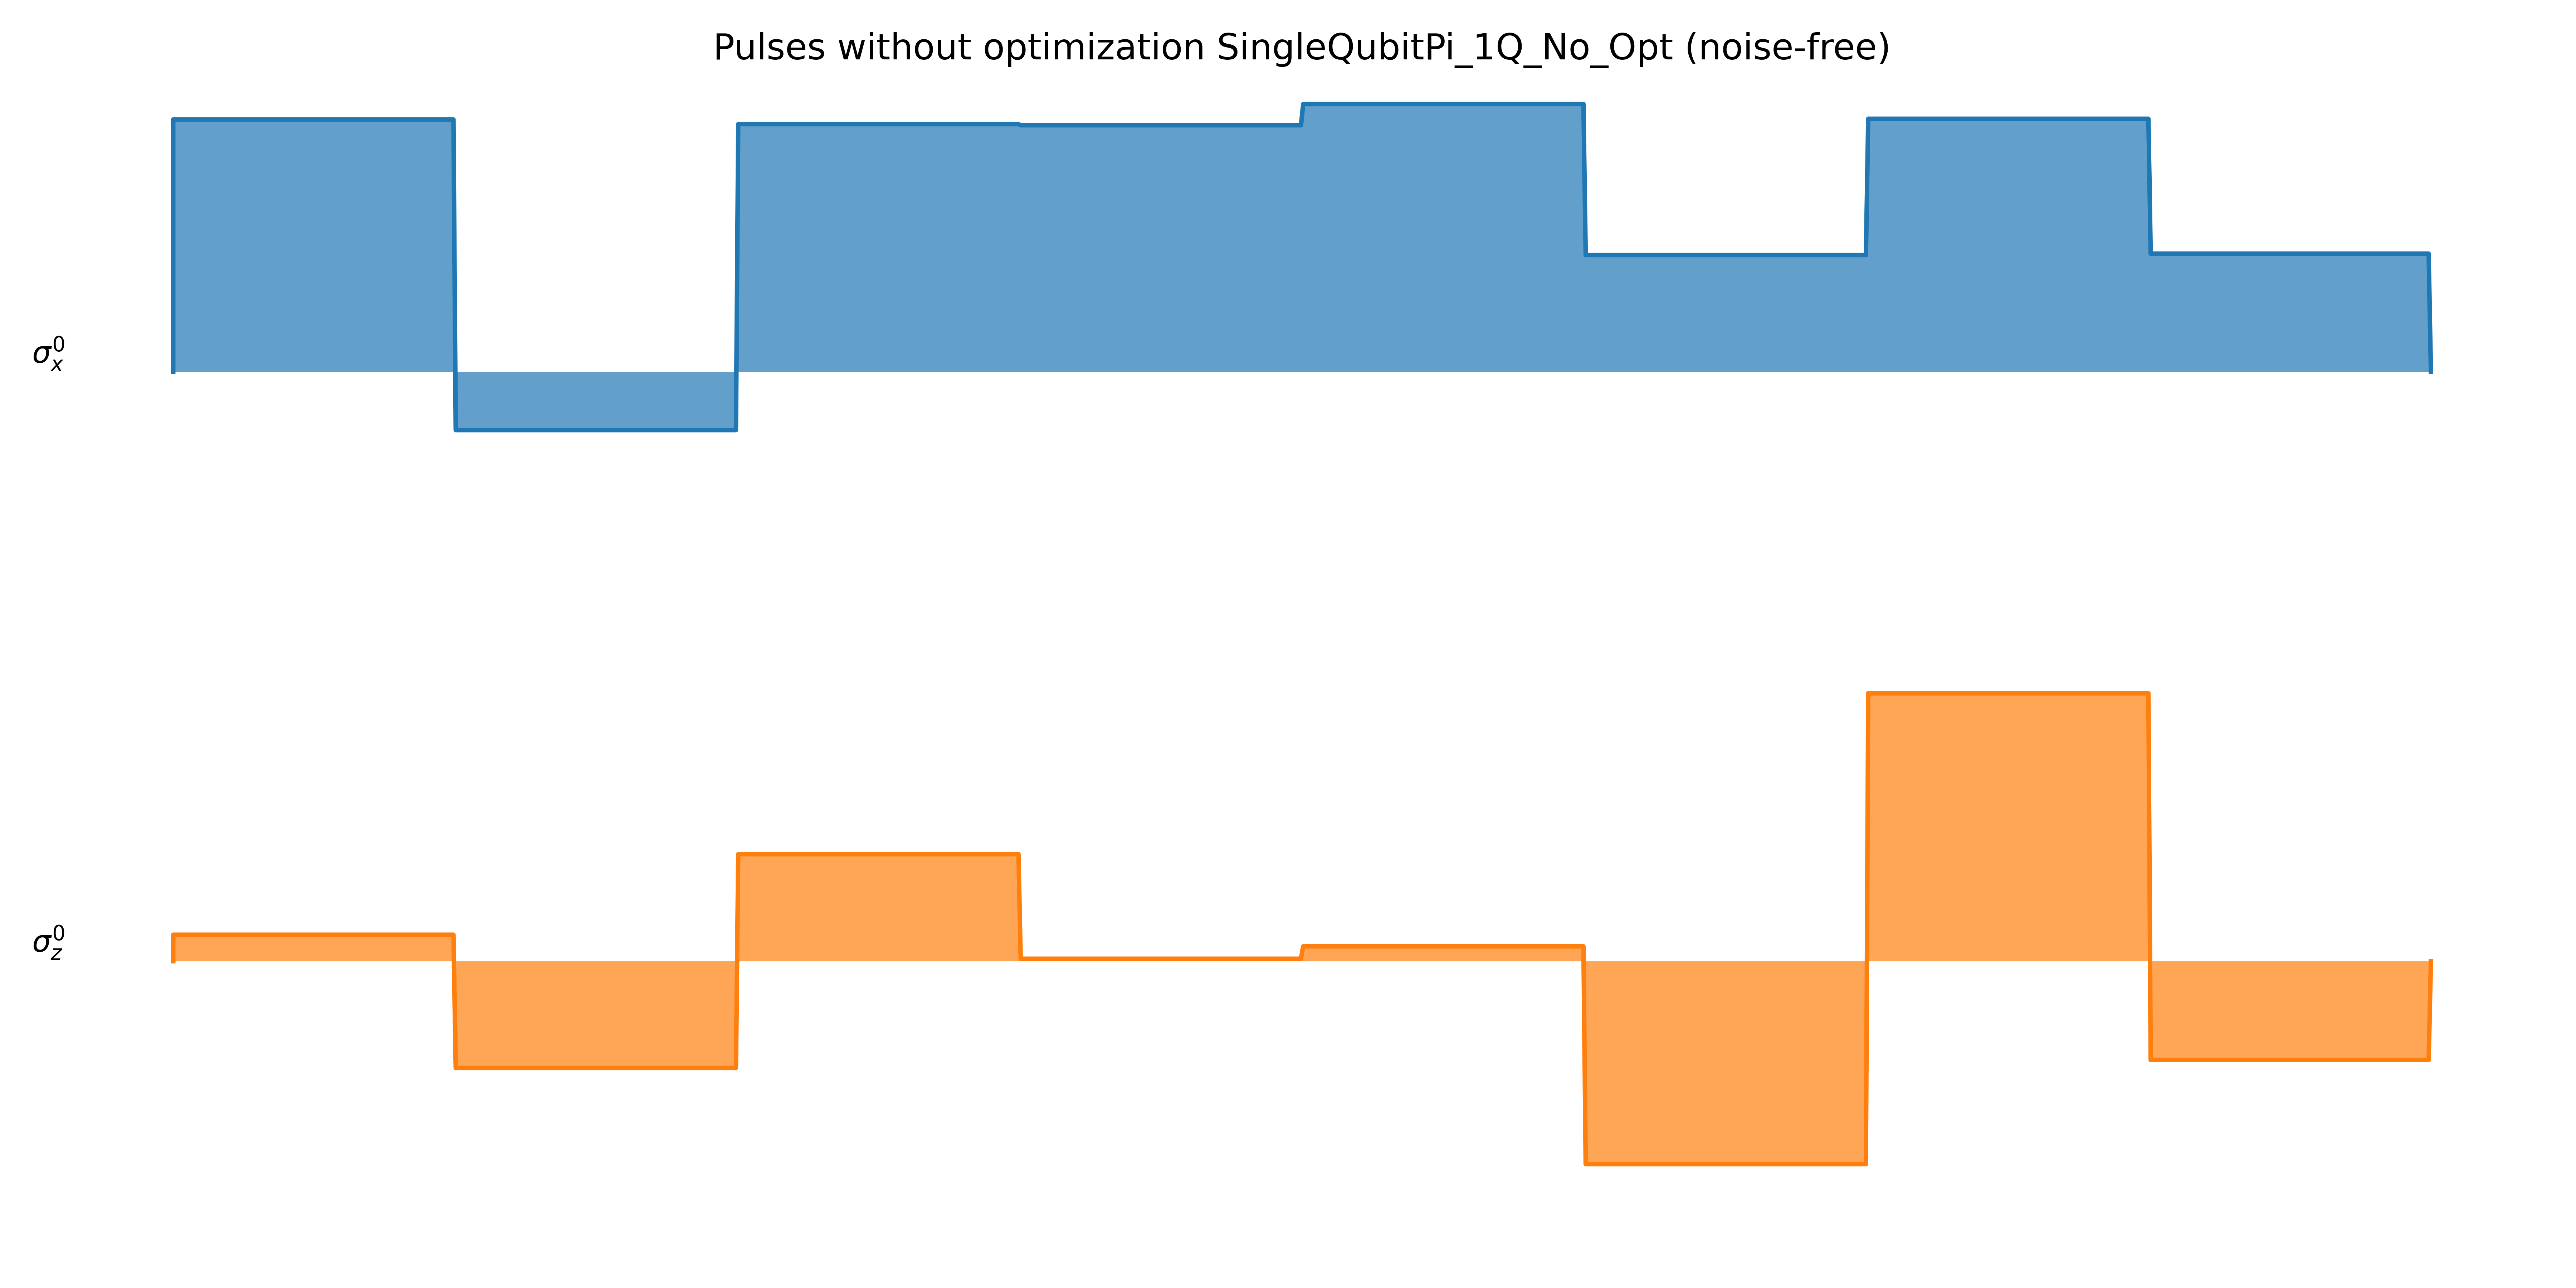 Pulses without optimization SingleQubitPi_1Q_No_Opt (noise-free)
σ_x^0
σ_z^0